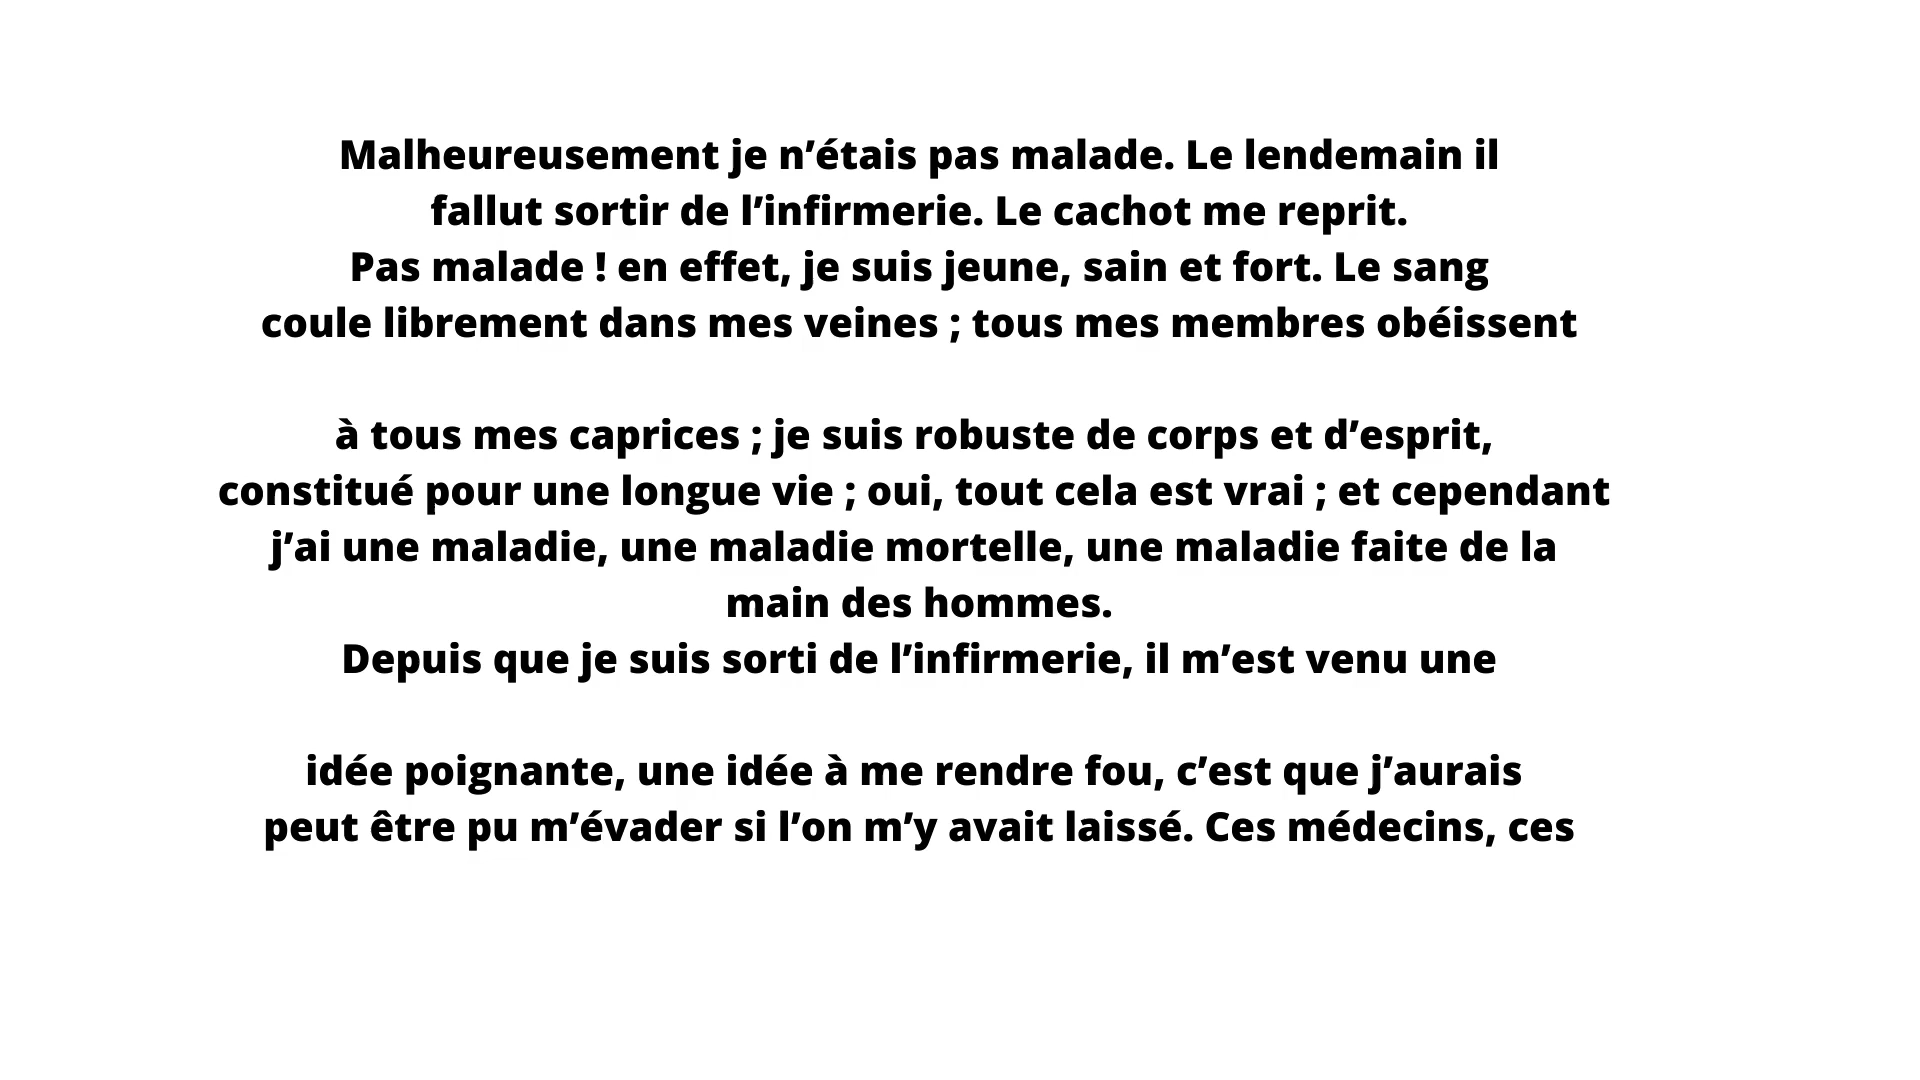 Malheureusement je n’étais pas malade. Le lendemain il
fallut sortir de l’infirmerie. Le cachot me reprit.
Pas malade ! en effet, je suis jeune, sain et fort. Le sang
coule librement dans mes veines ; tous mes membres obéissent
à tous mes caprices ; je suis robuste de corps et d’esprit,
constitué pour une longue vie ; oui, tout cela est vrai ; et cependant
j’ai une maladie, une maladie mortelle, une maladie faite de la
main des hommes.
Depuis que je suis sorti de l’infirmerie, il m’est venu une
idée poignante, une idée à me rendre fou, c’est que j’aurais
peut être pu m’évader si l’on m’y avait laissé. Ces médecins, ces